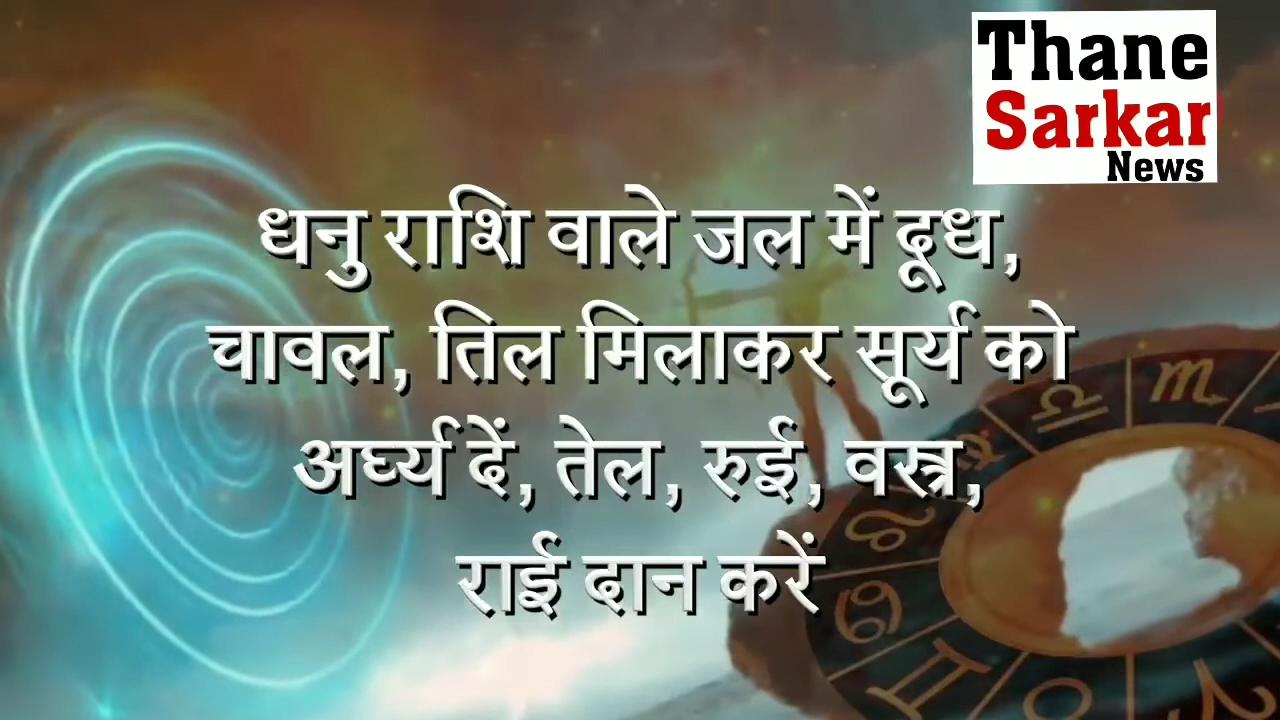 Thane
Sarkar
News
धनु राशि वाले जल में दूध,
चावल, तिल मिलाकर सूर्य को
अर्घ्य दें, तेल, रुई, वस्त्र,
राई दान करें